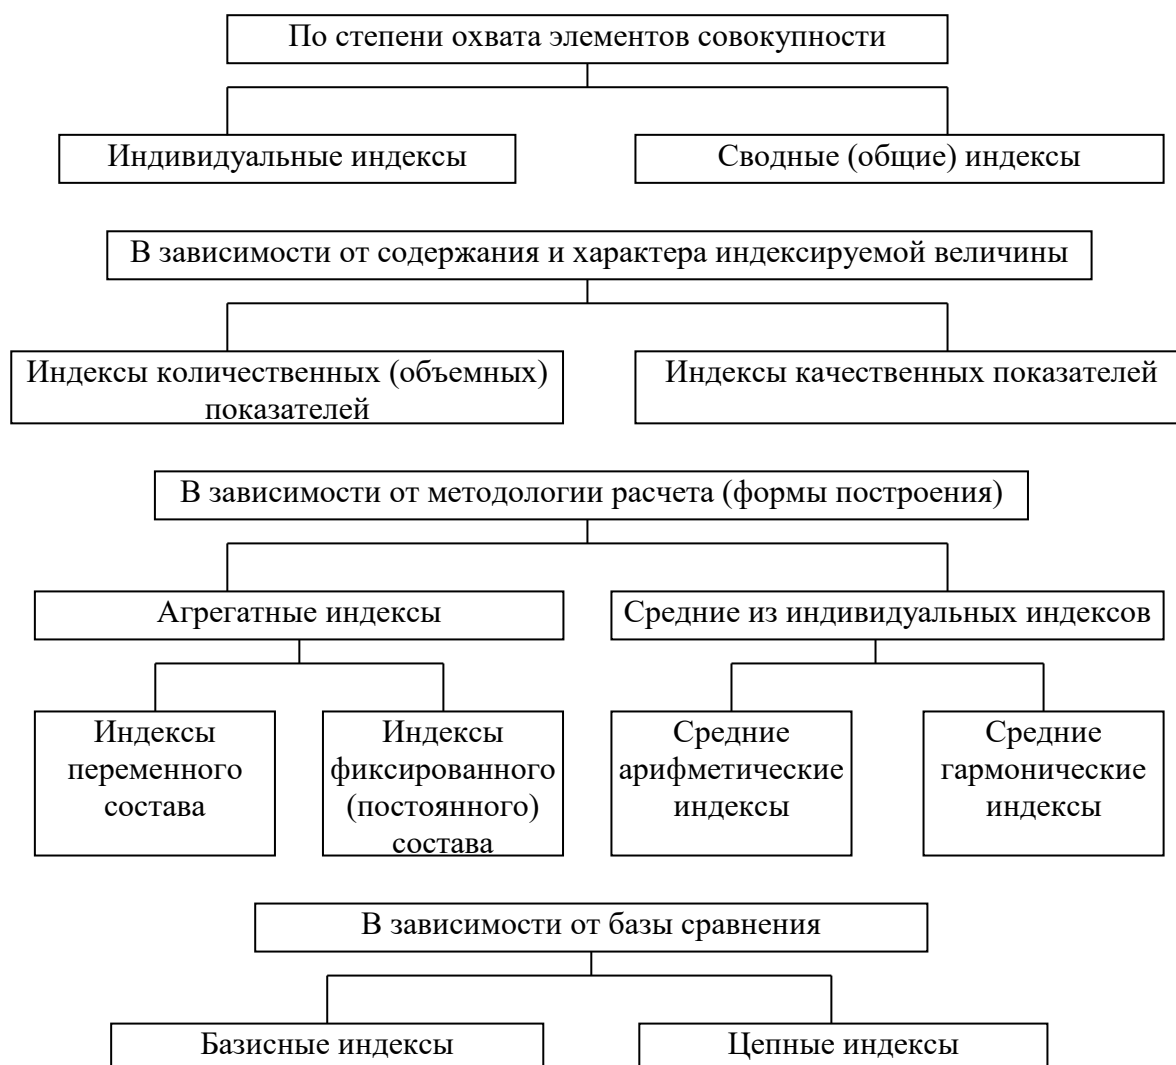 По степени охвата элементов совокупности
Индивидуальные индексы
Сводные (общие) индексы
В зависимости от содержания и характера индексируемой величины
Индексы количественных (объемных)
показателей
Индексы качественных показателей
В зависимости от методологии расчета (формы построения)
Агрегатные индексы
Средние из индивидуальных индексов
Индексы
переменного
состава
Индексы
фиксированного
(постоянного)
состава
Средние
арифметические
индексы
Средние
гармонические
индексы
В зависимости от базы сравнения
Базисные индексы
Цепные индексы